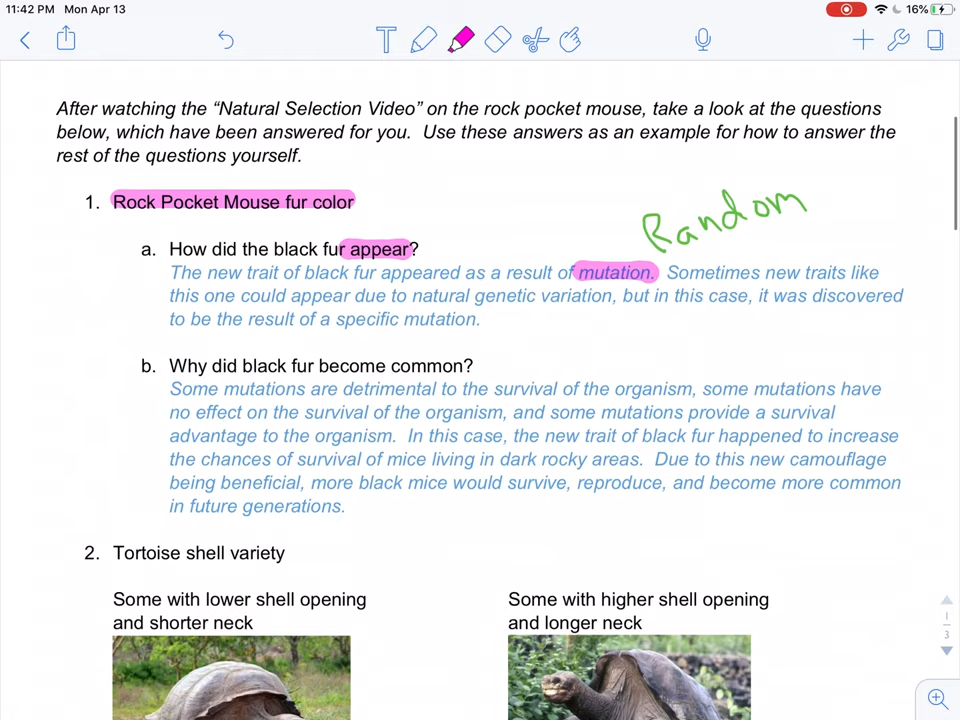 11:42 PM Mon Apr 13
16%
After watching the “Natural Selection Video” on the rock pocket mouse, take a look at the questions
below, which have been answered for you. Use these answers as an example for how to answer the
rest of the questions yourself.
1. Rock Pocket Mouse fur color
Random
a. How did the black fur appear?
The new trait of black fur appeared as a result of mutation. Sometimes new traits like
this one could appear due to natural genetic variation, but in this case, it was discovered
to be the result of a specific mutation.
b. Why did black fur become common?
Some mutations are detrimental to the survival of the organism, some mutations have
no effect on the survival of the organism, and some mutations provide a survival
advantage to the organism. In this case, the new trait of black fur happened to increase
the chances of survival of mice living in dark rocky areas. Due to this new camouflage
being beneficial, more black mice would survive, reproduce, and become more common
in future generations.
2. Tortoise shell variety
Some with lower shell opening
and shorter neck
Some with higher shell opening
and longer neck
1
3